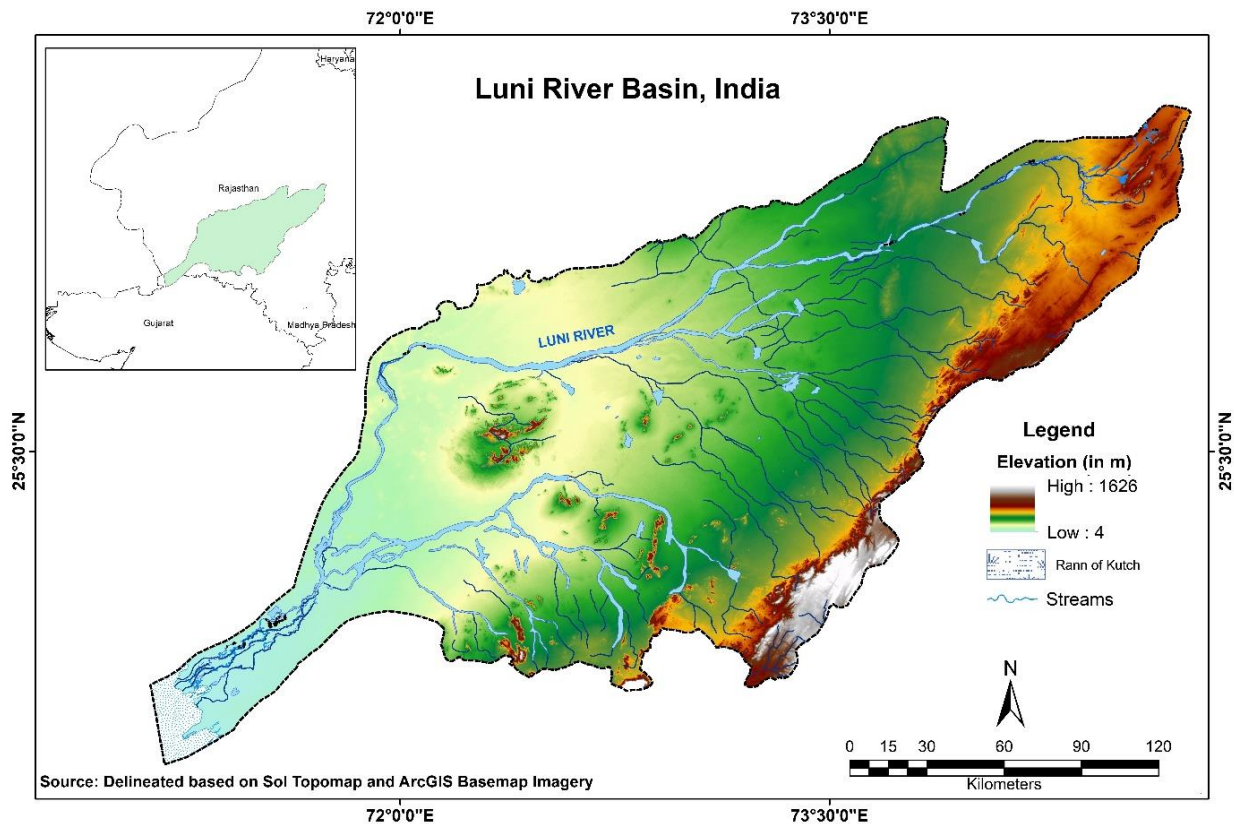 72°0'0"E
73°30'0"E
Haryana
Luni River Basin, India
Rajasthan
Gujarat
Madhya Pradesh
LUNI RIVER
25°30'0"N
25°30'0"N
Legend
Elevation (in m)
High : 1626
Low : 4
Rann of Kutch
Streams
N
0 15 30 60 90 120
Kilometers
Source: Delineated based on SoI Topomap and ArcGIS Basemap Imagery
72°0'0"E
73°30'0"E